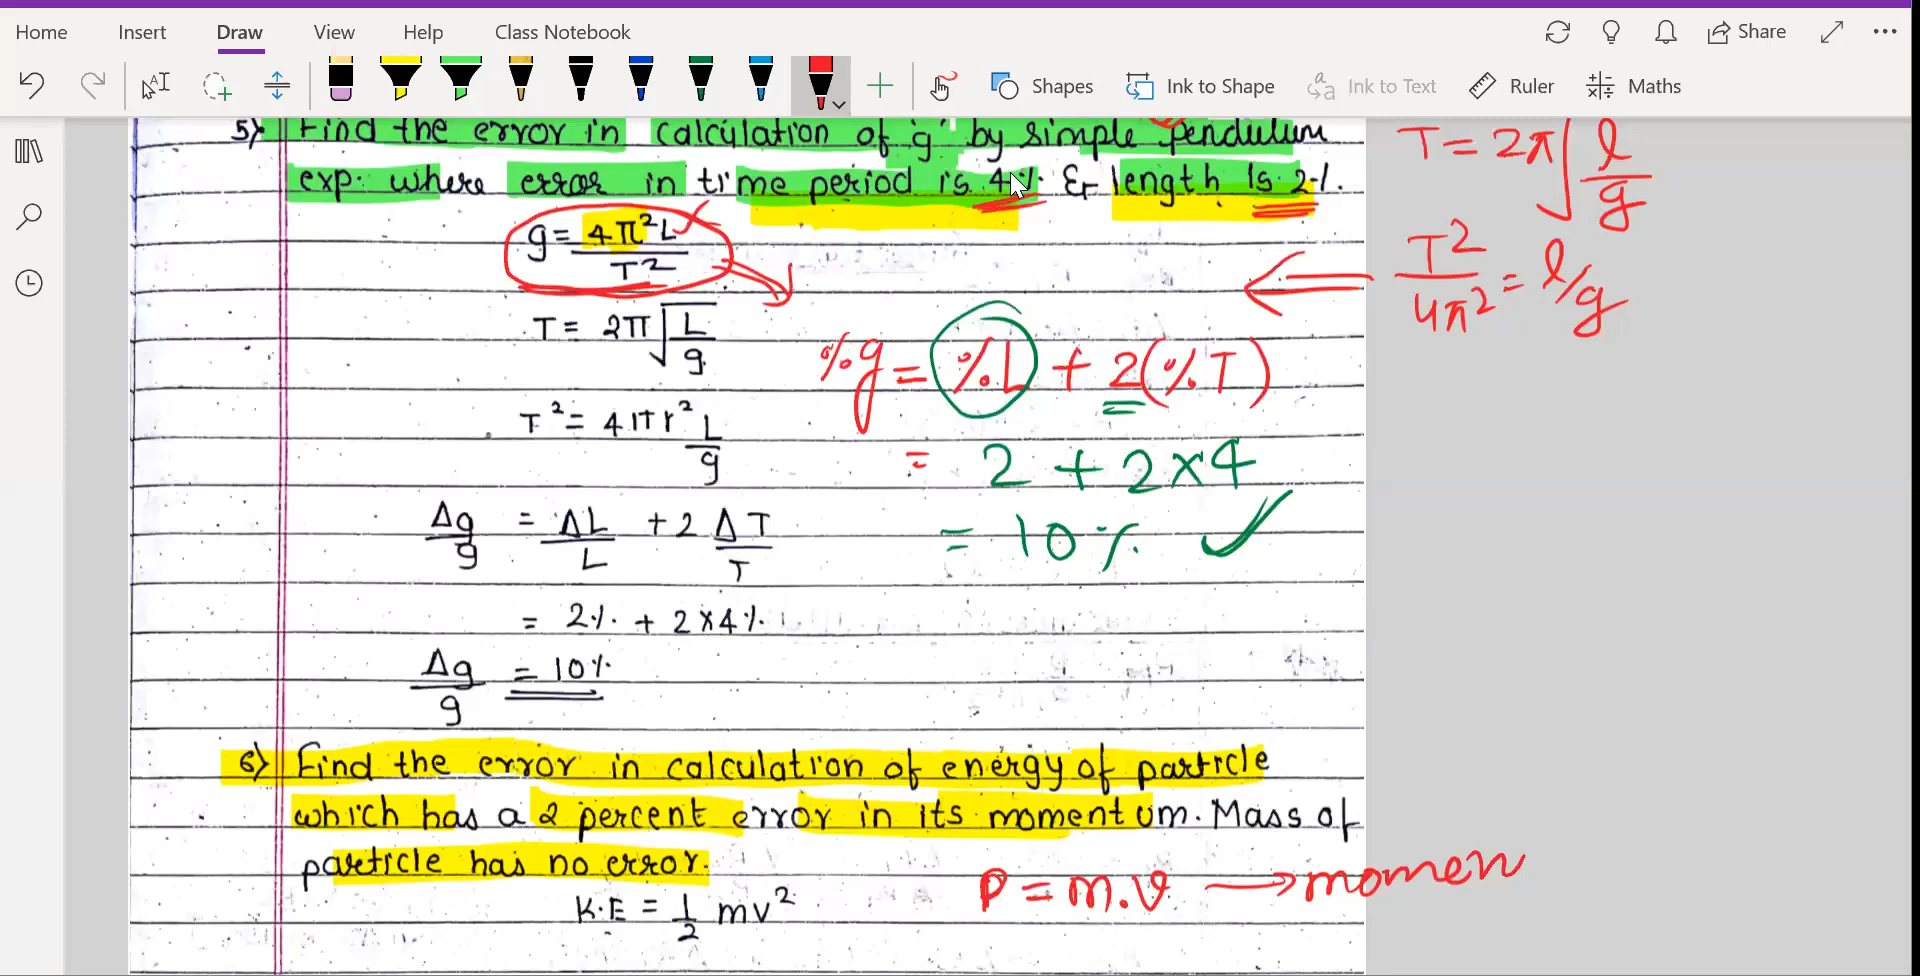 Home Insert Draw View Help Class Notebook Share
Shapes Ink to Shape Ink to Text Ruler Maths
5) Find the error in calculation of 'g' by simple pendulum
exp. where error in time period is 4%. & length is 2%.
g = 4π²L / T²
T = 2π√(L/g)
T² = 4πr² L/g
Δg/g = ΔL/L + 2 ΔT/T
= 2% + 2×4%
Δg/g = 10%
T = 2π√(l/g)
T²/4π² = l/g
%g = %L + 2(%T)
= 2 + 2×4
= 10%
6) Find the error in calculation of energy of particle
which has a 2 percent error in its momentum. Mass of
particle has no error.
K.E = 1/2 mv²
P = m.v → momen